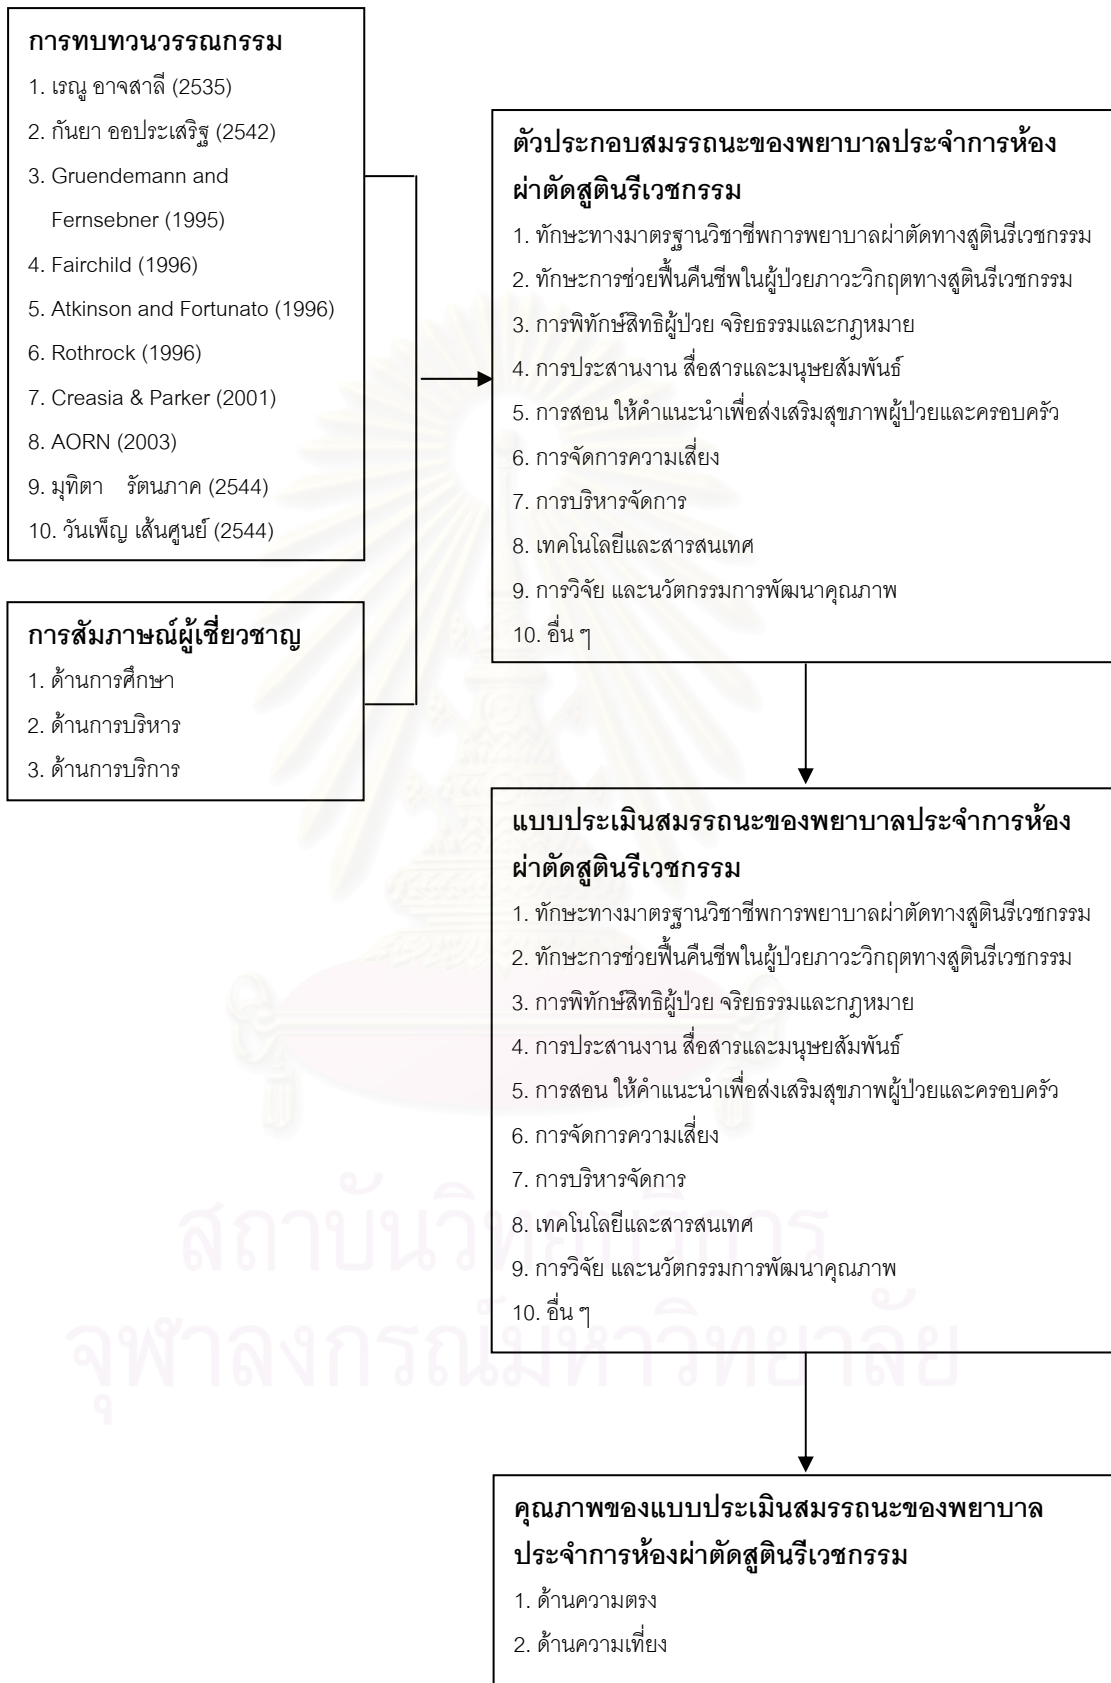 การทบทวนวรรณกรรม
1. เรณู อาจสาลี (2535)
2. กันยา ออประเสริฐ (2542)
3. Gruendemann and
Fernsebner (1995)
4. Fairchild (1996)
5. Atkinson and Fortunato (1996)
6. Rothrock (1996)
7. Creasia & Parker (2001)
8. AORN (2003)
9. มุทิตา รัตนภาค (2544)
10. วันเพ็ญ เส้นศูนย์ (2544)
การสัมภาษณ์ผู้เชี่ยวชาญ
1. ด้านการศึกษา
2. ด้านการบริหาร
3. ด้านการบริการ
ตัวประกอบสมรรถนะของพยาบาลประจำการห้อง
ผ่าตัดสูตินรีเวชกรรม
1. ทักษะทางมาตรฐานวิชาชีพการพยาบาลผ่าตัดทางสูตินรีเวชกรรม
2. ทักษะการช่วยฟื้นคืนชีพในผู้ป่วยภาวะวิกฤตทางสูตินรีเวชกรรม
3. การพิทักษ์สิทธิผู้ป่วย จริยธรรมและกฎหมาย
4. การประสานงาน สื่อสารและมนุษยสัมพันธ์
5. การสอน ให้คำแนะนำเพื่อส่งเสริมสุขภาพผู้ป่วยและครอบครัว
6. การจัดการความเสี่ยง
7. การบริหารจัดการ
8. เทคโนโลยีและสารสนเทศ
9. การวิจัย และนวัตกรรมการพัฒนาคุณภาพ
10. อื่น ๆ
แบบประเมินสมรรถนะของพยาบาลประจำการห้อง
ผ่าตัดสูตินรีเวชกรรม
1. ทักษะทางมาตรฐานวิชาชีพการพยาบาลผ่าตัดทางสูตินรีเวชกรรม
2. ทักษะการช่วยฟื้นคืนชีพในผู้ป่วยภาวะวิกฤตทางสูตินรีเวชกรรม
3. การพิทักษ์สิทธิผู้ป่วย จริยธรรมและกฎหมาย
4. การประสานงาน สื่อสารและมนุษยสัมพันธ์
5. การสอน ให้คำแนะนำเพื่อส่งเสริมสุขภาพผู้ป่วยและครอบครัว
6. การจัดการความเสี่ยง
7. การบริหารจัดการ
8. เทคโนโลยีและสารสนเทศ
9. การวิจัย และนวัตกรรมการพัฒนาคุณภาพ
10. อื่น ๆ
สถาบันวิทยบริการ
จุฬาลงกรณ์มหาวิทยาลัย
คุณภาพของแบบประเมินสมรรถนะของพยาบาล
ประจำการห้องผ่าตัดสูตินรีเวชกรรม
1. ด้านความตรง
2. ด้านความเที่ยง